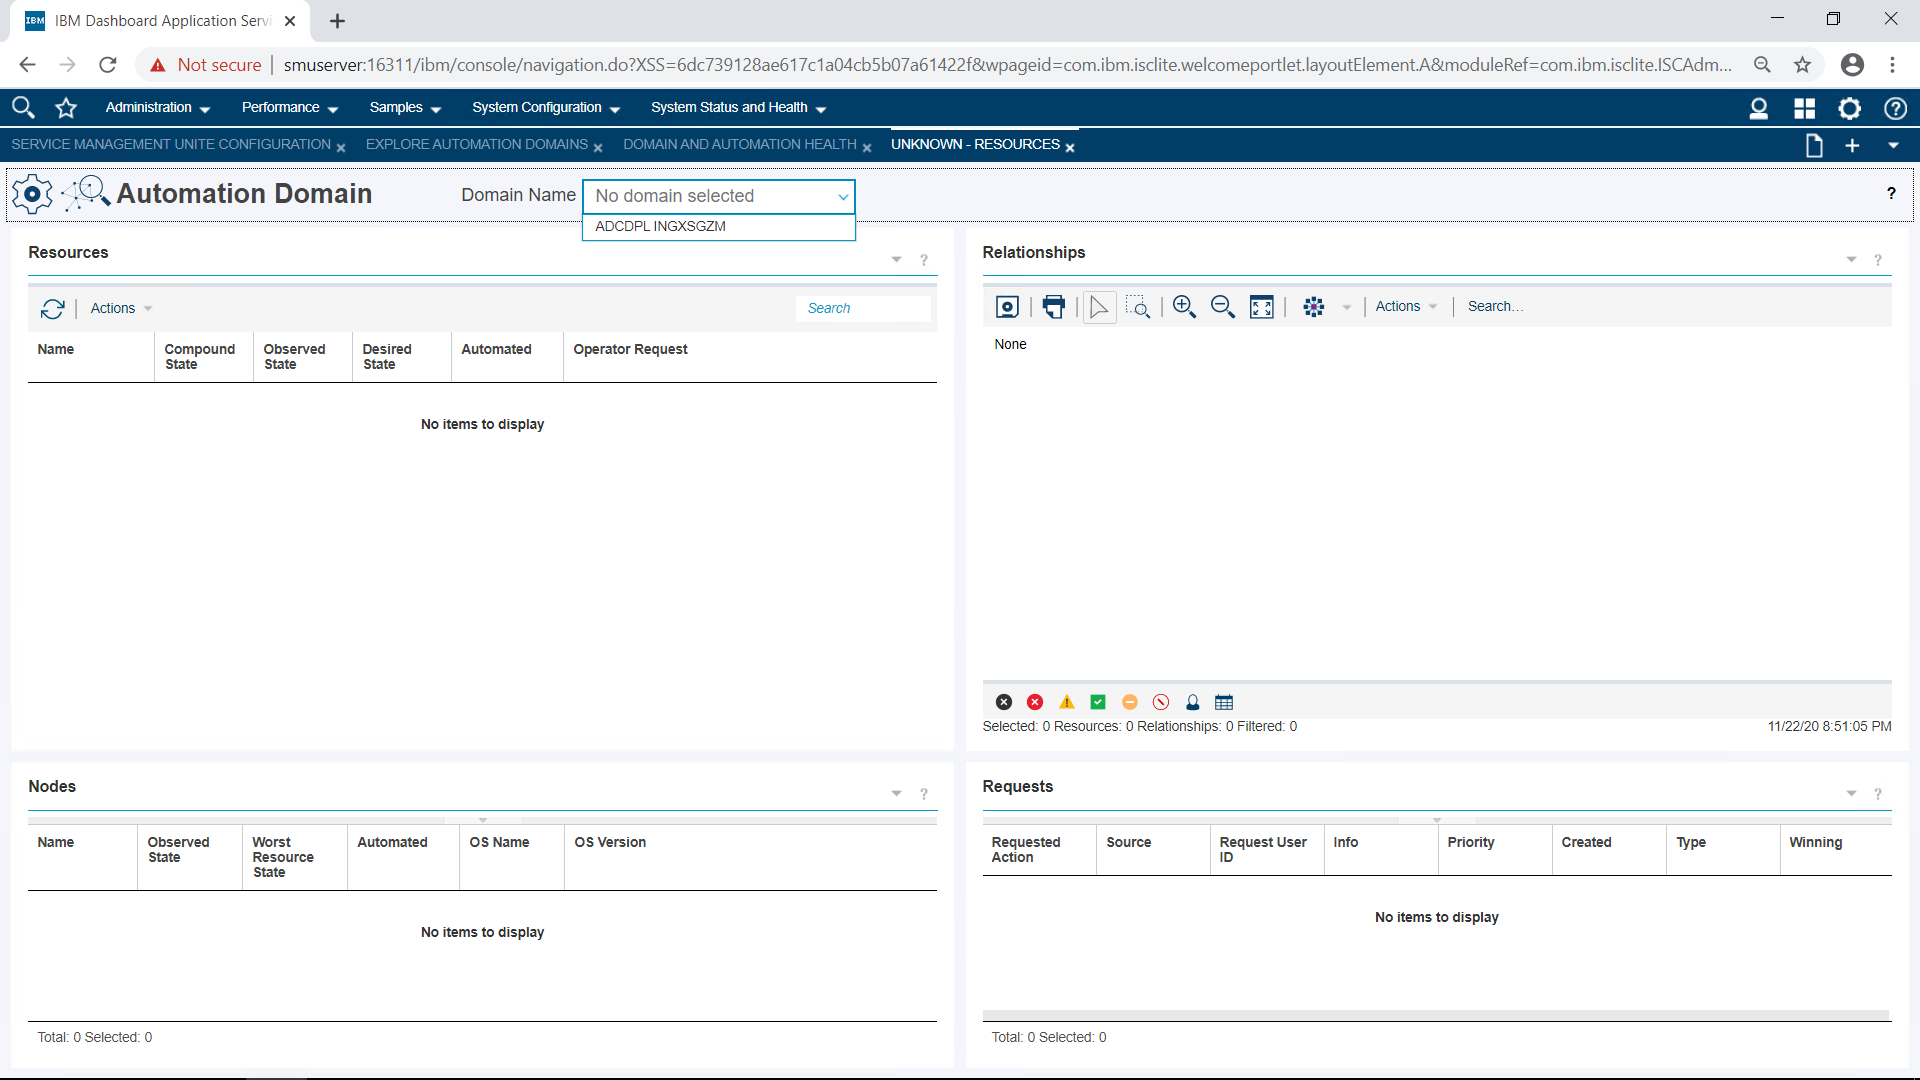 IBM
IBM Dashboard Application Servi
Not secure
smuserver:16311/ibm/console/navigation.do?XSS=6dc739128ae617c1a04cb5b07a61422f&wpageid=com.ibm.isclite.welcomeportlet.layoutElement.A&moduleRef=com.ibm.isclite.ISCAdm...
Administration
Performance
Samples
System Configuration
System Status and Health
SERVICE MANAGEMENT UNITE CONFIGURATION
EXPLORE AUTOMATION DOMAINS
DOMAIN AND AUTOMATION HEALTH
UNKNOWN - RESOURCES
Automation Domain
Domain Name
No domain selected
?
ADCDPL INGXSGZM
Resources
?
Actions
Search
Name
Compound
State
Observed
State
Desired
State
Automated
Operator Request
No items to display
Relationships
?
Actions
Search...
None
Selected: 0 Resources: 0 Relationships: 0 Filtered: 0
11/22/20 8:51:05 PM
Nodes
?
Name
Observed
State
Worst
Resource
State
Automated
OS Name
OS Version
No items to display
Total: 0 Selected: 0
Requests
?
Requested
Action
Source
Request User
ID
Info
Priority
Created
Type
Winning
No items to display
Total: 0 Selected: 0